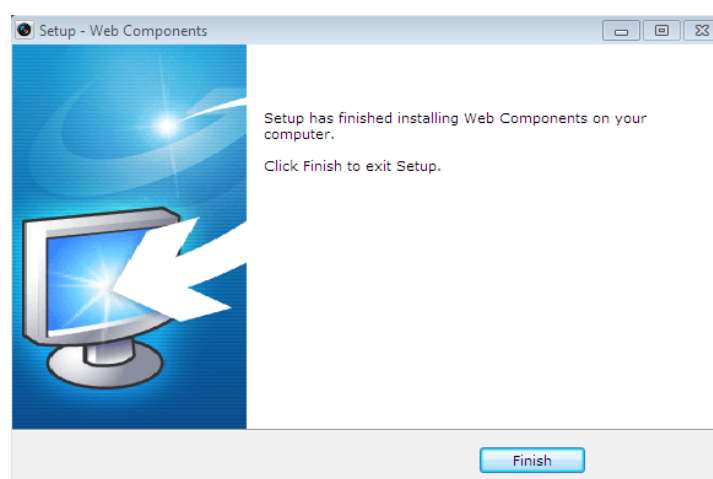 Setup - Web Components
Setup has finished installing Web Components on your
computer.
Click Finish to exit Setup.
Finish